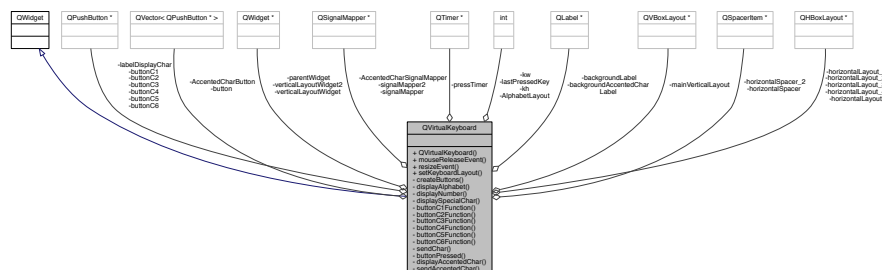 QWidget
QPushButton *
QVector< QPushButton * >
QWidget *
QSignalMapper *
QTimer *
int
QLabel *
QVBoxLayout *
QSpacerItem *
QHBoxLayout *
-labelDisplayChar
-buttonC1
-buttonC2
-buttonC3
-buttonC4
-buttonC5
-buttonC6
-AccentedCharButton
-button
-parentWidget
-verticalLayoutWidget2
-verticalLayoutWidget
-AccentedCharSignalMapper
-signalMapper2
-signalMapper
-pressTimer
-kw
-lastPressedKey
-kh
-AlphabetLayout
-backgroundLabel
-backgroundAccentedChar
Label
-mainVerticalLayout
-horizontalSpacer_2
-horizontalSpacer
-horizontalLayout_
-horizontalLayout_
-horizontalLayout_
-horizontalLayout_
-horizontalLayout
QVirtualKeyboard
+ QVirtualKeyboard()
+ mouseReleaseEvent()
+ resizeEvent()
+ setKeyboardLayout()
- createButtons()
- displayAlphabet()
- displayNumber()
- displaySpecialChar()
- buttonC1Function()
- buttonC2Function()
- buttonC3Function()
- buttonC4Function()
- buttonC5Function()
- buttonC6Function()
- sendChar()
- buttonPressed()
- displayAccentedChar()
- sendAccentedChar()